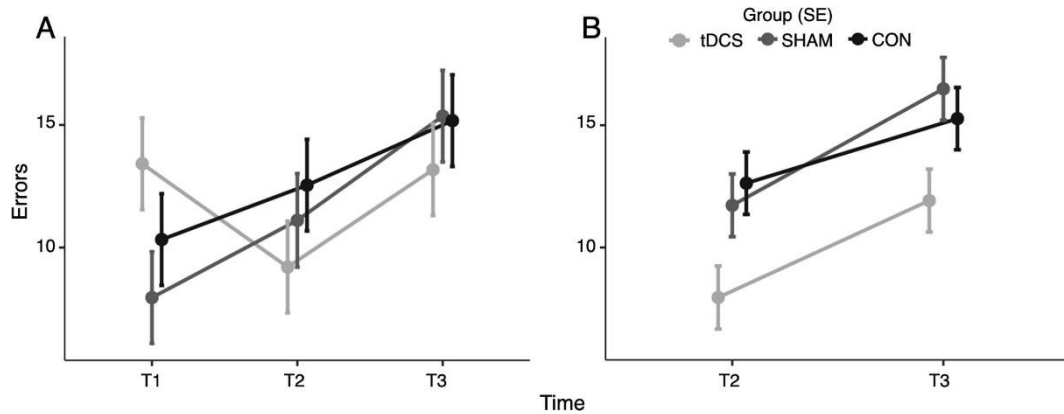 A
B
Group (SE)
tDCS SHAM CON
Errors
15
10
T1 T2 T3
15
10
T2 T3
Time